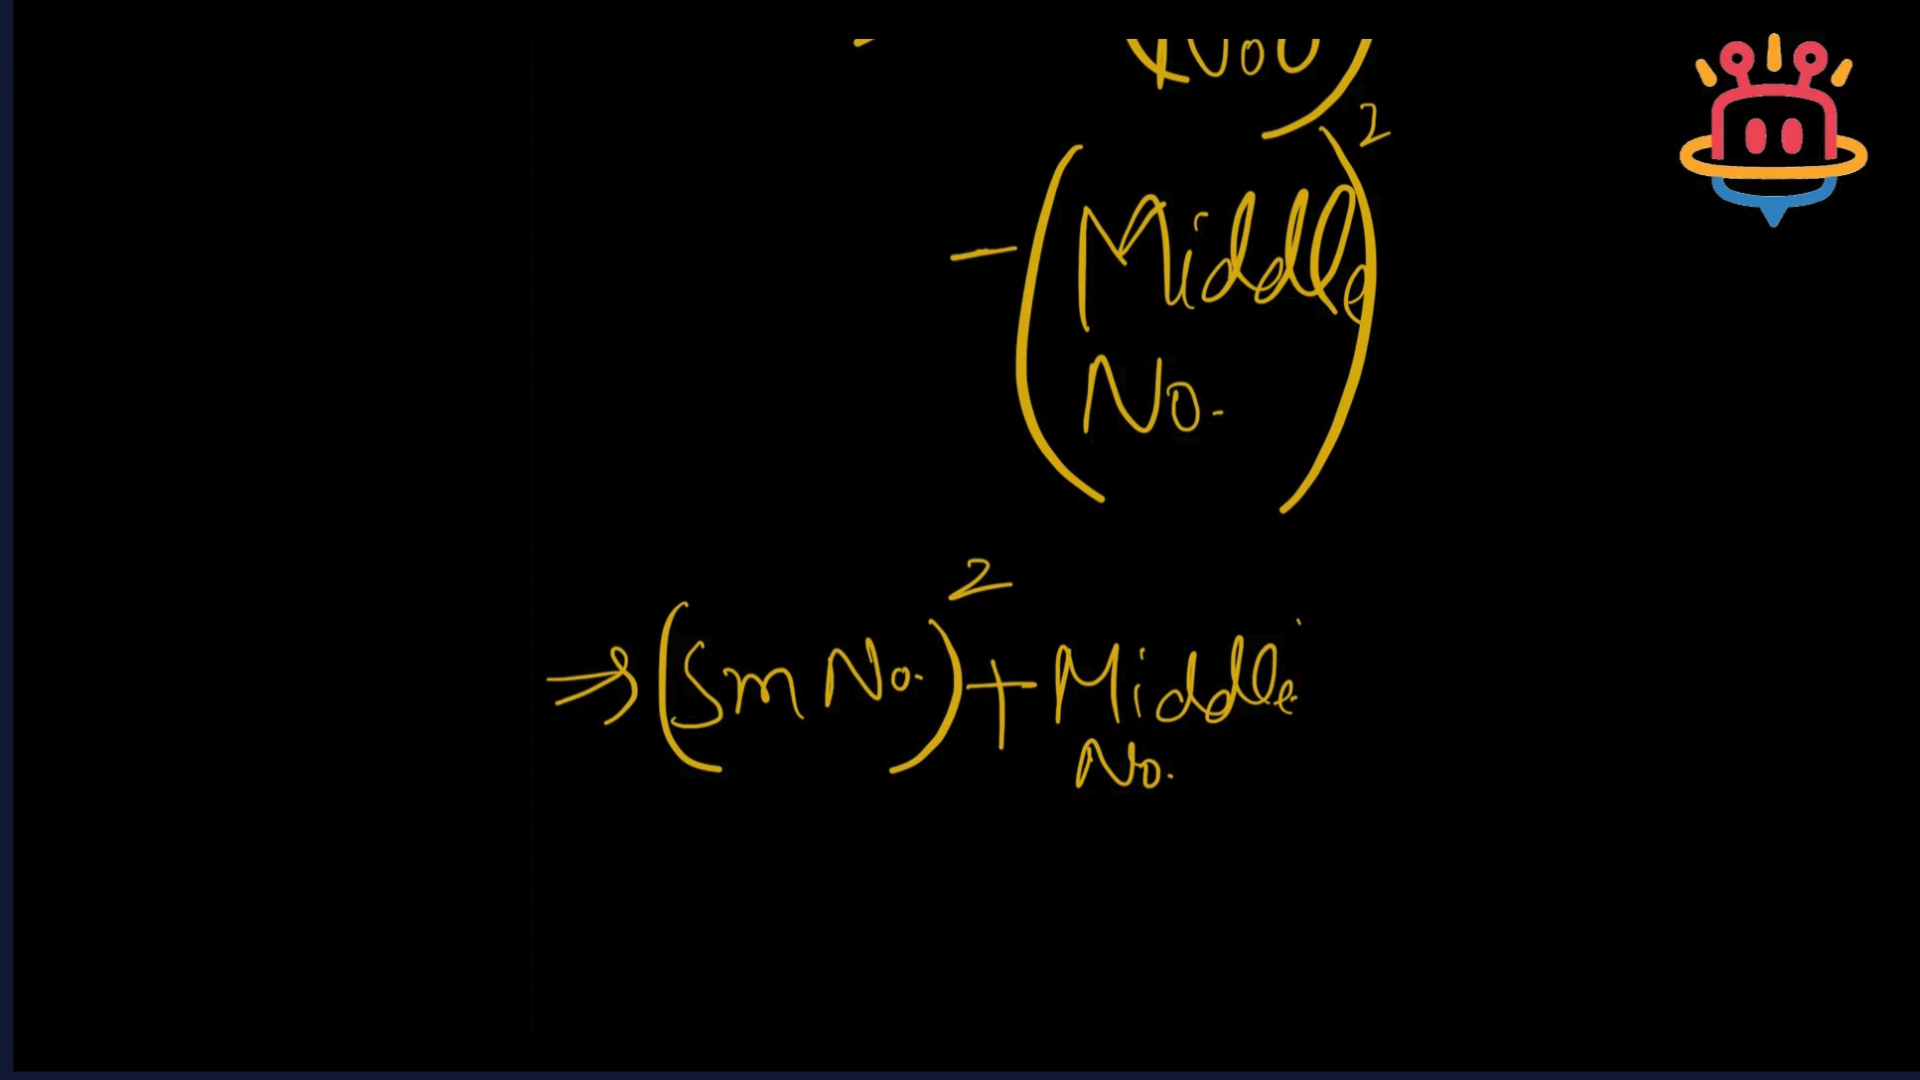 2
- (Middle
No.)
2
⇒ (Sm No.) + Middle
No.